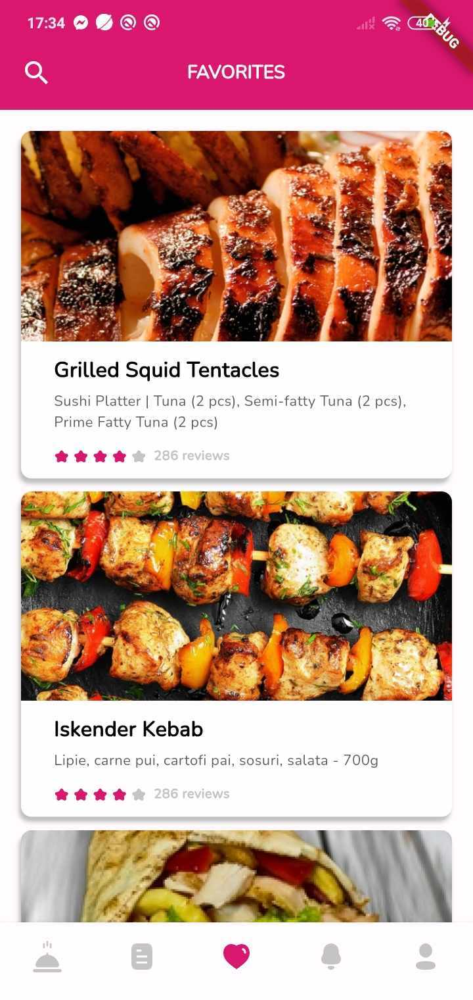 17:34
40
DEBUG
FAVORITES
Grilled Squid Tentacles
Sushi Platter | Tuna (2 pcs), Semi-fatty Tuna (2 pcs),
Prime Fatty Tuna (2 pcs)
286 reviews
Iskender Kebab
Lipie, carne pui, cartofi pai, sosuri, salata - 700g
286 reviews